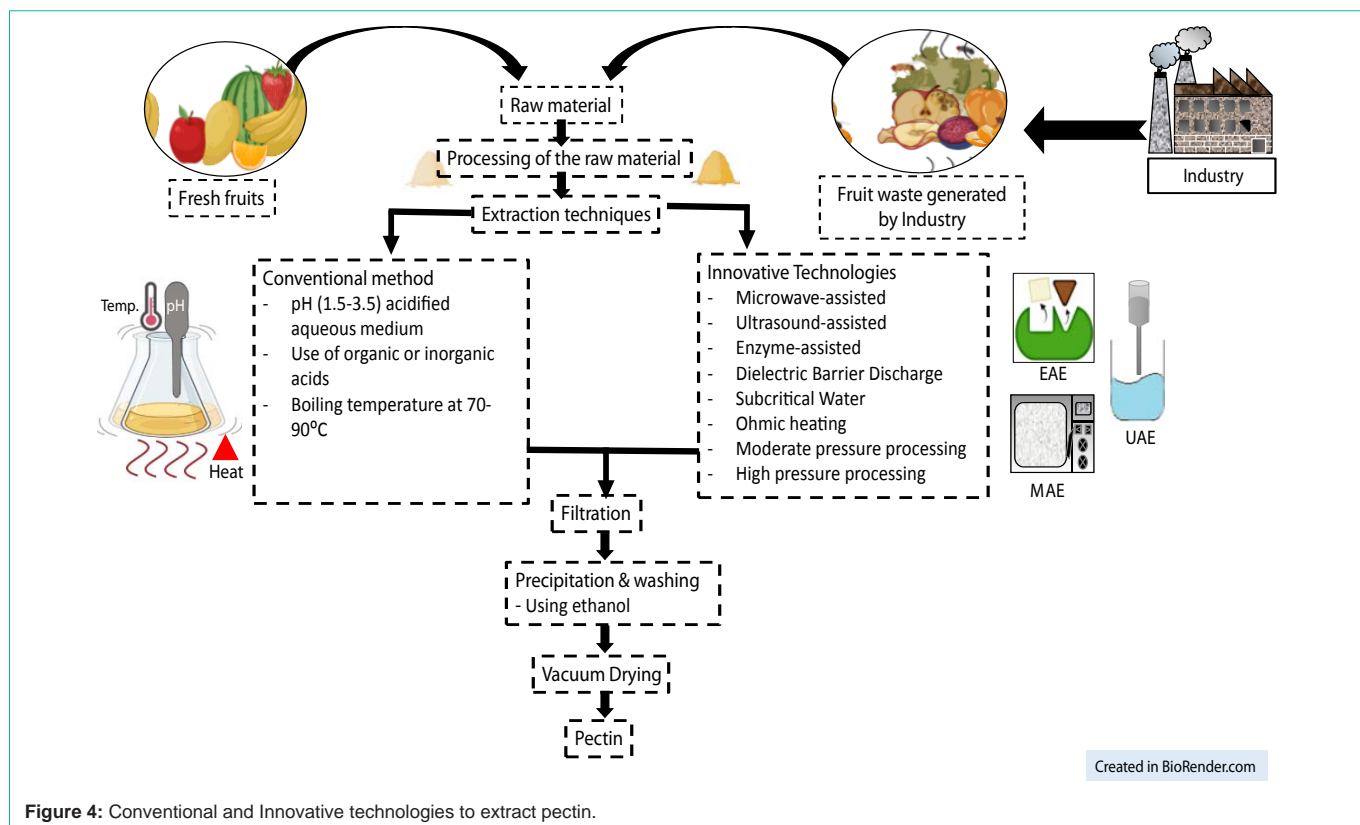 Raw material
Processing of the raw material
Fresh fruits
Extraction techniques
Fruit waste generated
by Industry
Industry
Conventional method
- pH (1.5-3.5) acidified
aqueous medium
- Use of organic or inorganic
acids
- Boiling temperature at 70-
90⁰C
Temp.
pH
Heat
Innovative Technologies
- Microwave-assisted
- Ultrasound-assisted
- Enzyme-assisted
- Dielectric Barrier Discharge
- Subcritical Water
- Ohmic heating
- Moderate pressure processing
- High pressure processing
EAE
UAE
MAE
Filtration
Precipitation & washing
- Using ethanol
Vacuum Drying
Pectin
Created in BioRender.com
Figure 4: Conventional and Innovative technologies to extract pectin.